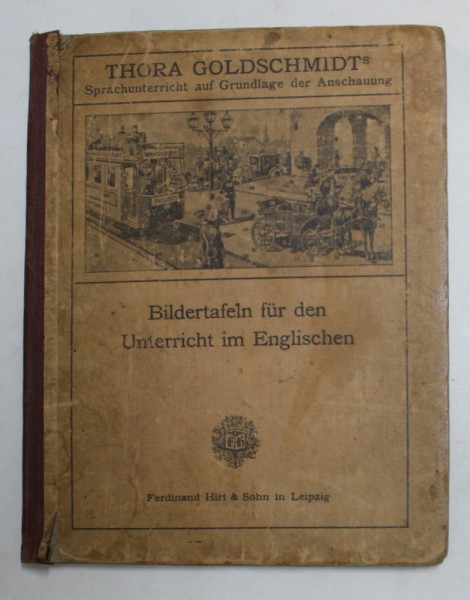 THORA GOLDSCHMIDTS
Sprachunterricht auf Grundlage der Anschauung
Bildertafeln für den
Unterricht im Englischen
Ferdinand Hirt & Sohn in Leipzig